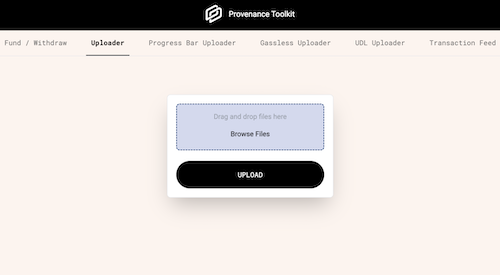 Provenance Toolkit
Fund / Withdraw Uploader Progress Bar Uploader Gassless Uploader UDL Uploader Transaction Feed
Drag and drop files here
Browse Files
UPLOAD